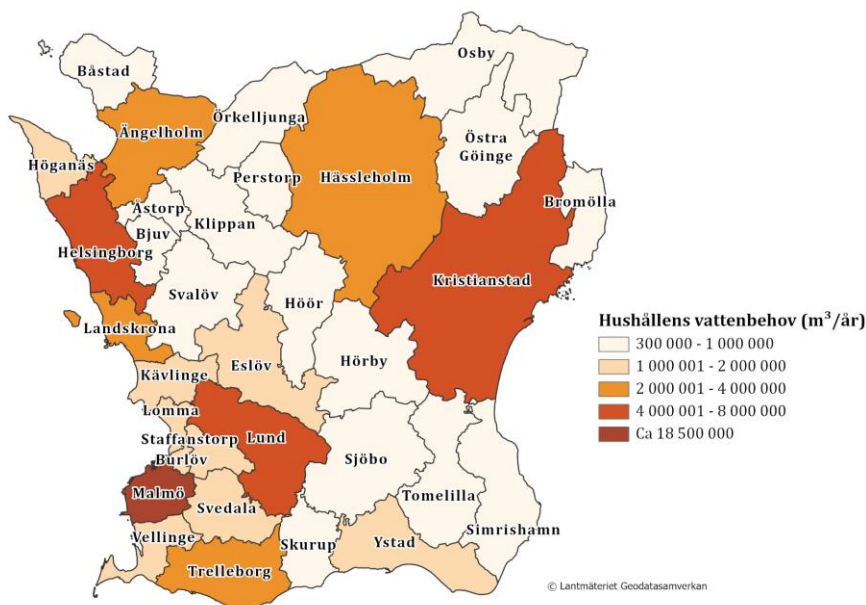 Osby
Båstad
Örkelljunga
Ängelholm
Östra
Göinge
Höganäs
Perstorp
Hässleholm
Bromölla
Åstorp
Klippan
Bjuv
Helsingborg
Kristianstad
Svalöv
Höör
Landskrona
Hörby
Eslöv
Kävlinge
Lomma
Staffanstorp
Lund
Burlöv
Sjöbo
Malmö
Tomelilla
Svedala
Simrishamn
Vellinge
Skurup
Ystad
Trelleborg
Hushållens vattenbehov (m³/år)
300 000 - 1 000 000
1 000 001 - 2 000 000
2 000 001 - 4 000 000
4 000 001 - 8 000 000
Ca 18 500 000
© Lantmäteriet Geodatasamverkan